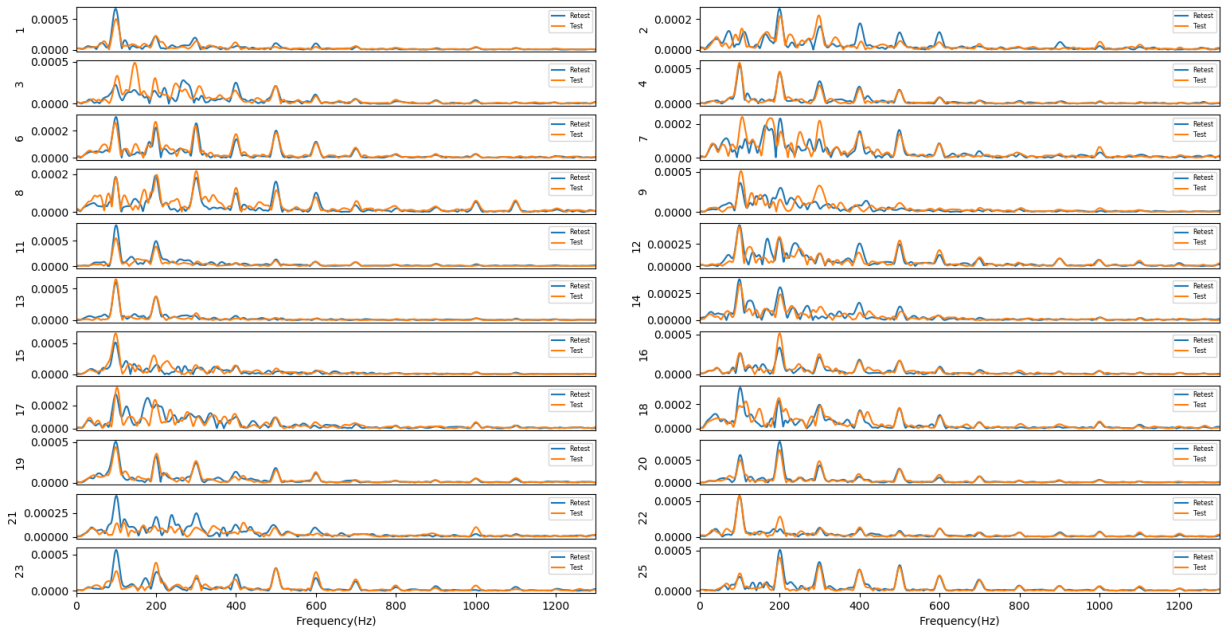 0.0005
0.0000
1
Retest
Test
0.0002
0.0000
2
Retest
Test
0.0005
0.0000
3
Retest
Test
0.0005
0.0000
4
Retest
Test
0.0002
0.0000
6
Retest
Test
0.0002
0.0000
7
Retest
Test
0.0002
0.0000
8
Retest
Test
0.0005
0.0000
9
Retest
Test
0.0005
0.0000
11
Retest
Test
0.00025
0.00000
12
Retest
Test
0.0005
0.0000
13
Retest
Test
0.00025
0.00000
14
Retest
Test
0.0005
0.0000
15
Retest
Test
0.0005
0.0000
16
Retest
Test
0.0002
0.0000
17
Retest
Test
0.0002
0.0000
18
Retest
Test
0.0005
0.0000
19
Retest
Test
0.0005
0.0000
20
Retest
Test
0.00025
0.00000
21
Retest
Test
0.0005
0.0000
22
Retest
Test
0.0005
0.0000
23
Retest
Test
0.0005
0.0000
25
Retest
Test
0 200 400 600 800 1000 1200
Frequency(Hz)
0 200 400 600 800 1000 1200
Frequency(Hz)